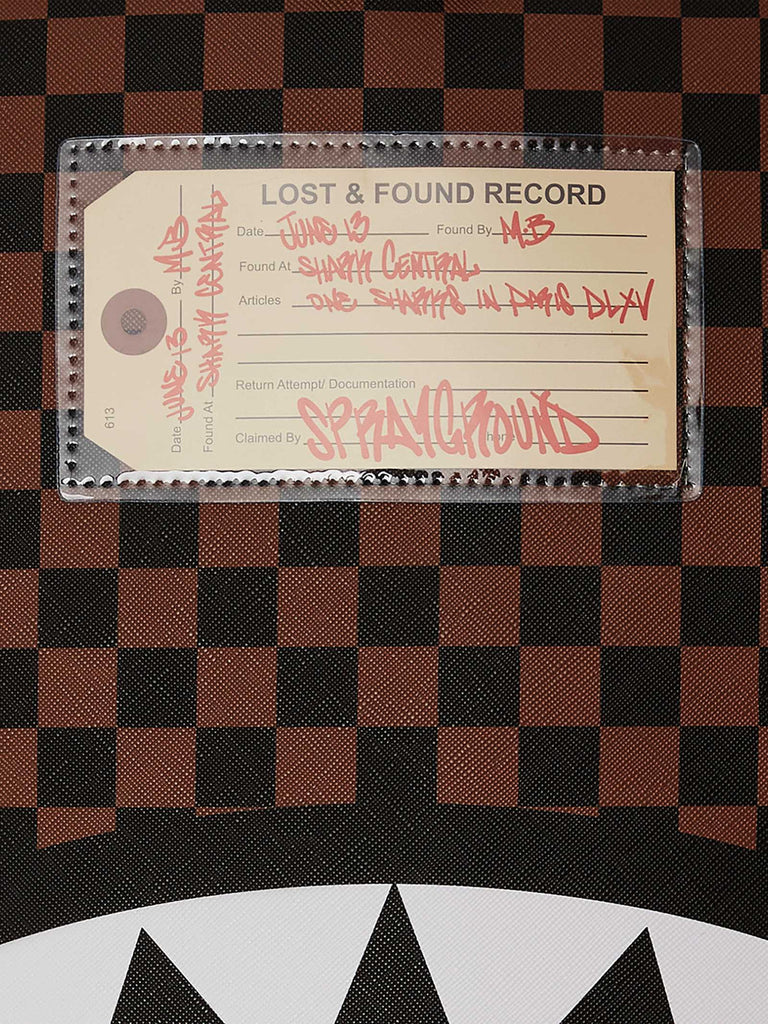 LOST & FOUND RECORD
Date JUNE 13 Found By M.B
Found At SHARK CENTRAL
Articles ONE SHARKS IN PARIS DLXV
Return Attempt/ Documentation
Claimed By SPRAYGROUND
Date JUNE 13 By M.B
Found At SHARK CENTRAL
613